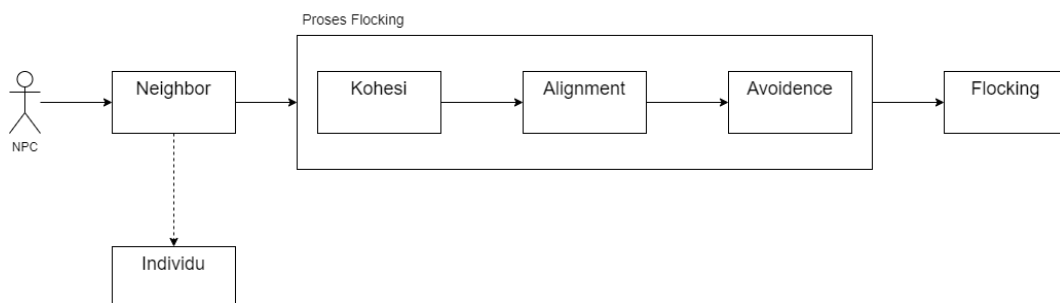 Proses Flocking
Neighbor
Kohesi
Alignment
Avoidence
Flocking
NPC
Individu